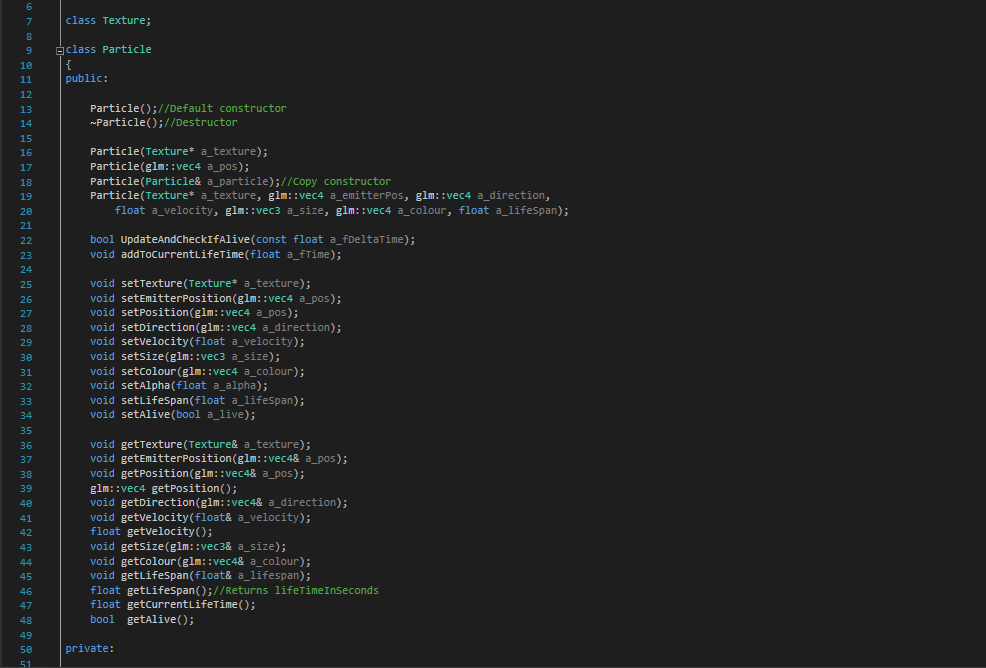 6
7 class Texture;
8
9 class Particle
10 {
11 public:
12
13 Particle();//Default constructor
14 ~Particle();//Destructor
15
16 Particle(Texture* a_texture);
17 Particle(glm::vec4 a_pos);
18 Particle(Particle& a_particle);//Copy constructor
19 Particle(Texture* a_texture, glm::vec4 a_emitterPos, glm::vec4 a_direction,
20 float a_velocity, glm::vec3 a_size, glm::vec4 a_colour, float a_lifeSpan);
21
22 bool UpdateAndCheckIfAlive(const float a_fDeltaTime);
23 void addToCurrentLifeTime(float a_fTime);
24
25 void setTexture(Texture* a_texture);
26 void setEmitterPosition(glm::vec4 a_pos);
27 void setPosition(glm::vec4 a_pos);
28 void setDirection(glm::vec4 a_direction);
29 void setVelocity(float a_velocity);
30 void setSize(glm::vec3 a_size);
31 void setColour(glm::vec4 a_colour);
32 void setAlpha(float a_alpha);
33 void setLifeSpan(float a_lifeSpan);
34 void setAlive(bool a_live);
35
36 void getTexture(Texture& a_texture);
37 void getEmitterPosition(glm::vec4& a_pos);
38 void getPosition(glm::vec4& a_pos);
39 glm::vec4 getPosition();
40 void getDirection(glm::vec4& a_direction);
41 void getVelocity(float& a_velocity);
42 float getVelocity();
43 void getSize(glm::vec3& a_size);
44 void getColour(glm::vec4& a_colour);
45 void getLifeSpan(float& a_lifespan);
46 float getLifeSpan();//Returns lifeTimeInSeconds
47 float getCurrentLifeTime();
48 bool  getAlive();
49
50 private:
51